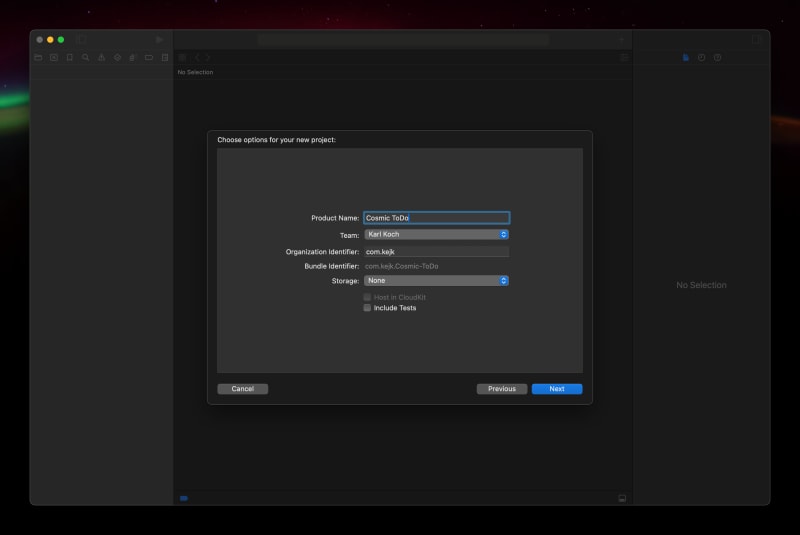 No Selection
Choose options for your new project:
Product Name: Cosmic ToDo
Team: Karl Koch
Organization Identifier: com.kejk
Bundle Identifier: com.kejk.Cosmic-ToDo
Storage: None
Host in CloudKit
Include Tests
No Selection
Cancel Previous Next